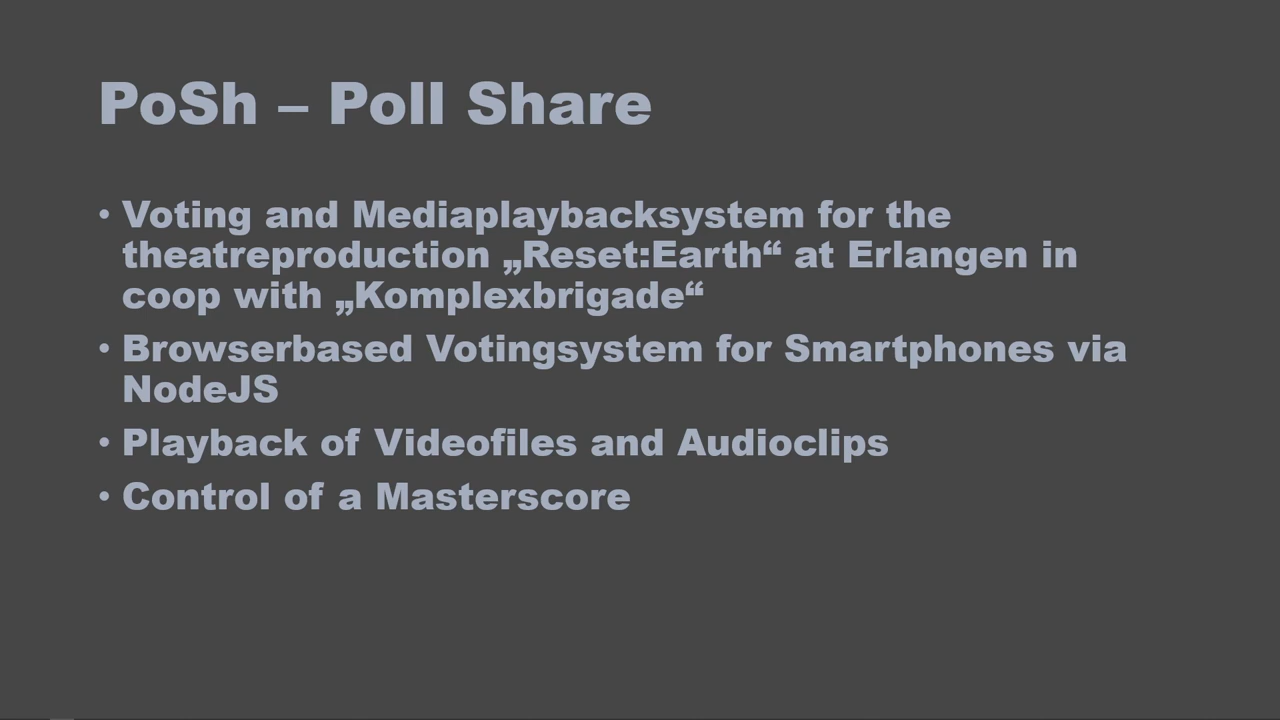 PoSh – Poll Share
• Voting and Mediaplaybacksystem for the
theatreproduction „Reset:Earth“ at Erlangen in
coop with „Komplexbrigade“
• Browserbased Votingsystem for Smartphones via
NodeJS
• Playback of Videofiles and Audioclips
• Control of a Masterscore